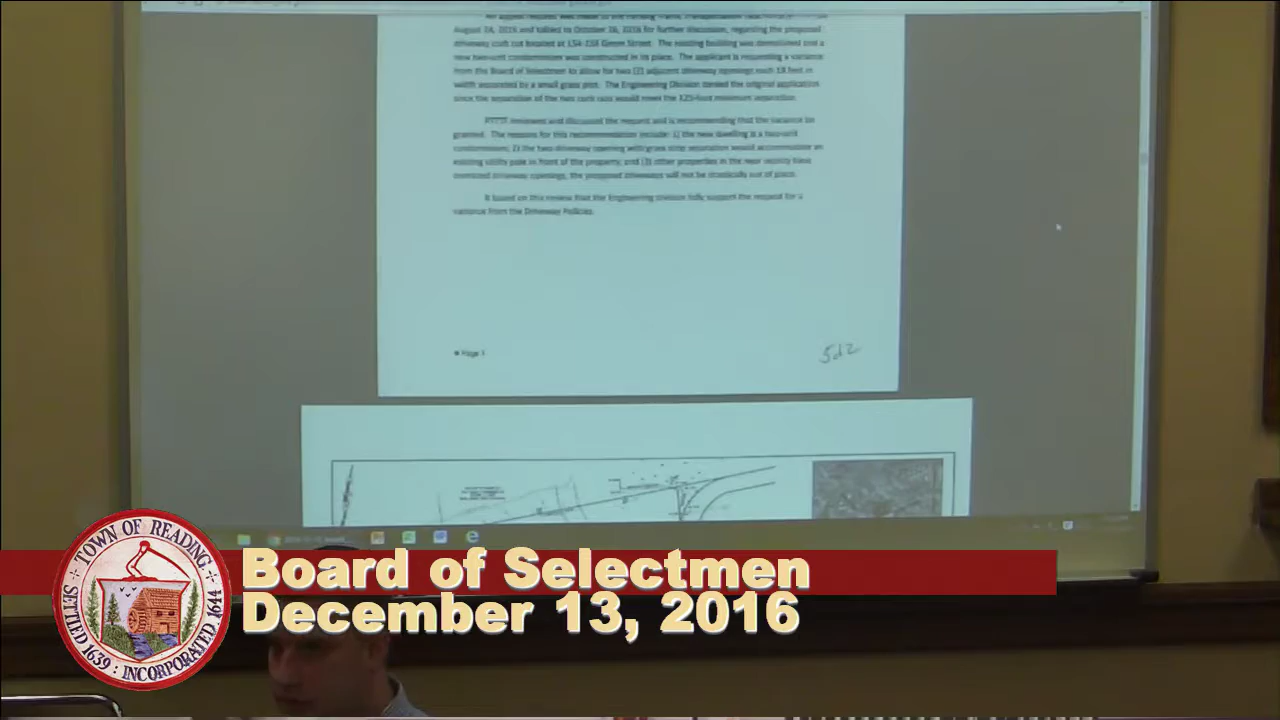 August 24, 2016 and tabled to October 26, 2016 for further discussion, regarding the proposed
driveway curb cut located at 154-156 Green Street. The existing building was demolished and a
new two-unit condominium was constructed in its place. The applicant is requesting a variance
from the Board of Selectmen to allow for two (2) adjacent driveway openings each 18 feet in
width separated by a small grass plot. The Engineering Division denied the original application
since the separation of the two curb cuts would meet the 125-foot minimum separation.
PTTTF reviewed and discussed the request and is recommending that the variance be
granted. The reasons for this recommendation include: 1) the new dwelling is a two-unit
condominium; 2) the two driveway opening with grass strip separation would accommodate an
existing utility pole in front of the property; and (3) other properties in the near vicinity have
driveway openings, the proposed driveways will not be drastically out of place.
It based on this review that the Engineering division fully support the request for a
variance from the Driveway Policies.
Page 1
5d2
TOWN OF READING
SETTLED 1639 : INCORPORATED 1644
Board of Selectmen
December 13, 2016